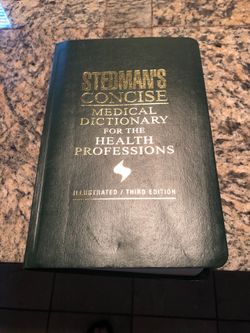 STEDMAN'S
CONCISE
MEDICAL
DICTIONARY
FOR THE
HEALTH
PROFESSIONS
ILLUSTRATED / THIRD EDITION